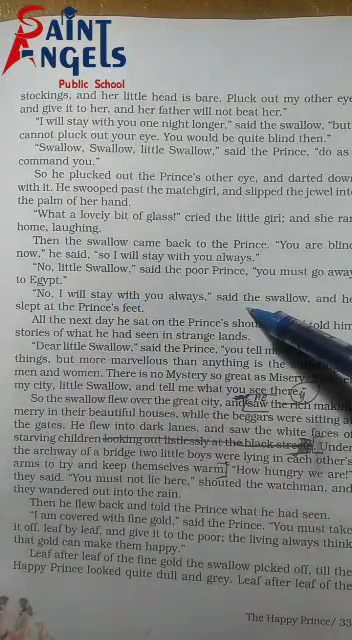 SAINT
ANGELS
Public School
stockings, and her little head is bare. Pluck out my other eye
and give it to her, and her father will not beat her."
"I will stay with you one night longer," said the swallow, "but
cannot pluck out your eye. You would be quite blind then."
"Swallow, Swallow, little Swallow," said the Prince, "do as
command you."
So he plucked out the Prince's other eye, and darted down
with it. He swooped past the matchgirl, and slipped the jewel into
the palm of her hand.
"What a lovely bit of glass!" cried the little girl; and she ran
home, laughing.
Then the swallow came back to the Prince. "You are blind
now," he said, "so I will stay with you always."
"No, little Swallow," said the poor Prince, "you must go away
to Egypt."
"No, I will stay with you always," said the swallow, and he
slept at the Prince's feet.
All the next day he sat on the Prince's shou told him
stories of what he had seen in strange lands.
"Dear little Swallow," said the Prince, "you tell me
things, but more marvellous than anything is the
men and women. There is no Mystery so great as Misery.
my city, little Swallow, and tell me what you see there."
So the swallow flew over the great city, and saw the rich making
merry in their beautiful houses, while the beggars were sitting a
the gates. He flew into dark lanes, and saw the white faces of
starving children looking out listlessly at the black streets. Under
the archway of a bridge two little boys were lying in each other's
arms to try and keep themselves warm. "How hungry we are!"
they said. "You must not lie here," shouted the watchman, and
they wandered out into the rain.
Then he flew back and told the Prince what he had seen.
"I am covered with fine gold," said the Prince, "You must take
it off, leaf by leaf, and give it to the poor; the living always think
that gold can make them happy."
Leaf after leaf of the fine gold the swallow picked off, till the
Happy Prince looked quite dull and grey. Leaf after leaf of the
The Happy Prince/ 33